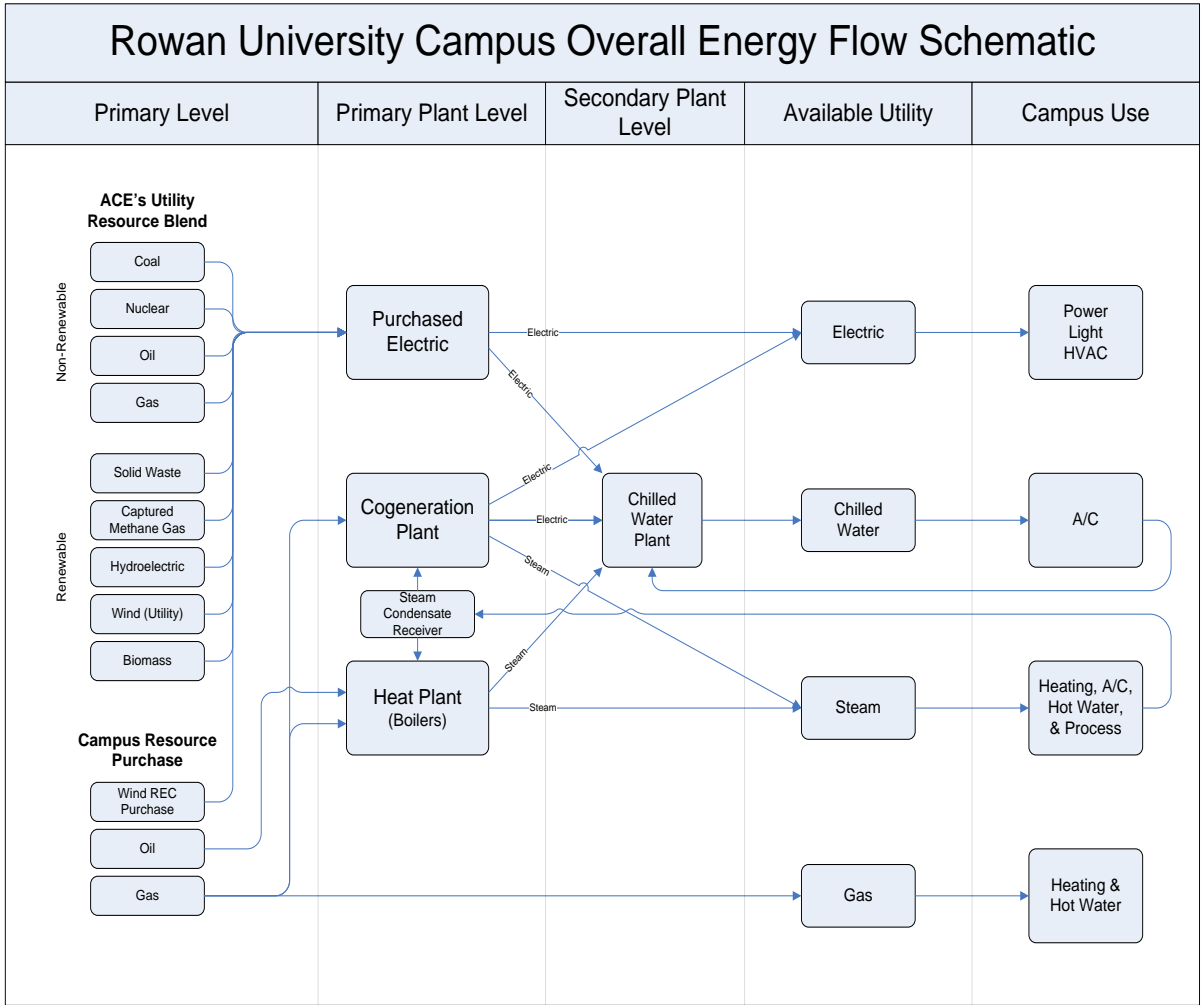 Rowan University Campus Overall Energy Flow Schematic
Primary Level
Primary Plant Level
Secondary Plant
Level
Available Utility
Campus Use
ACE's Utility
Resource Blend
Non-Renewable
Coal
Nuclear
Oil
Gas
Renewable
Solid Waste
Captured
Methane Gas
Hydroelectric
Wind (Utility)
Biomass
Campus Resource
Purchase
Wind REC
Purchase
Oil
Gas
Purchased
Electric
Cogeneration
Plant
Steam
Condensate
Receiver
Heat Plant
(Boilers)
Electric
Electric
Electric
Electric
Steam
Steam
Steam
Chilled
Water
Plant
Electric
Chilled
Water
Steam
Gas
Power
Light
HVAC
A/C
Heating, A/C,
Hot Water,
& Process
Heating &
Hot Water